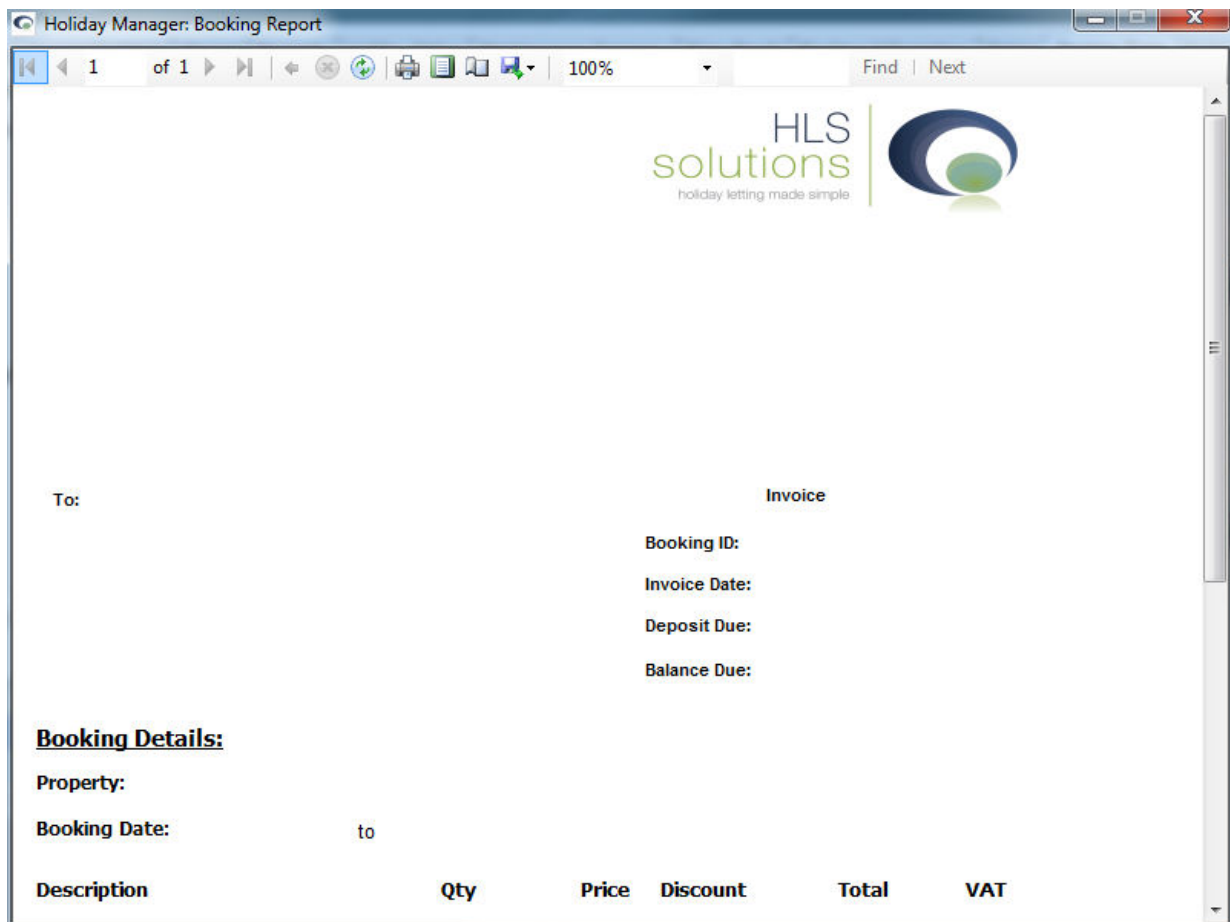 Holiday Manager: Booking Report
1 of 1 100% Find | Next
HLS
solutions
holiday letting made simple
To:
Invoice
Booking ID:
Invoice Date:
Deposit Due:
Balance Due:
Booking Details:
Property:
Booking Date: to
Description Qty Price Discount Total VAT